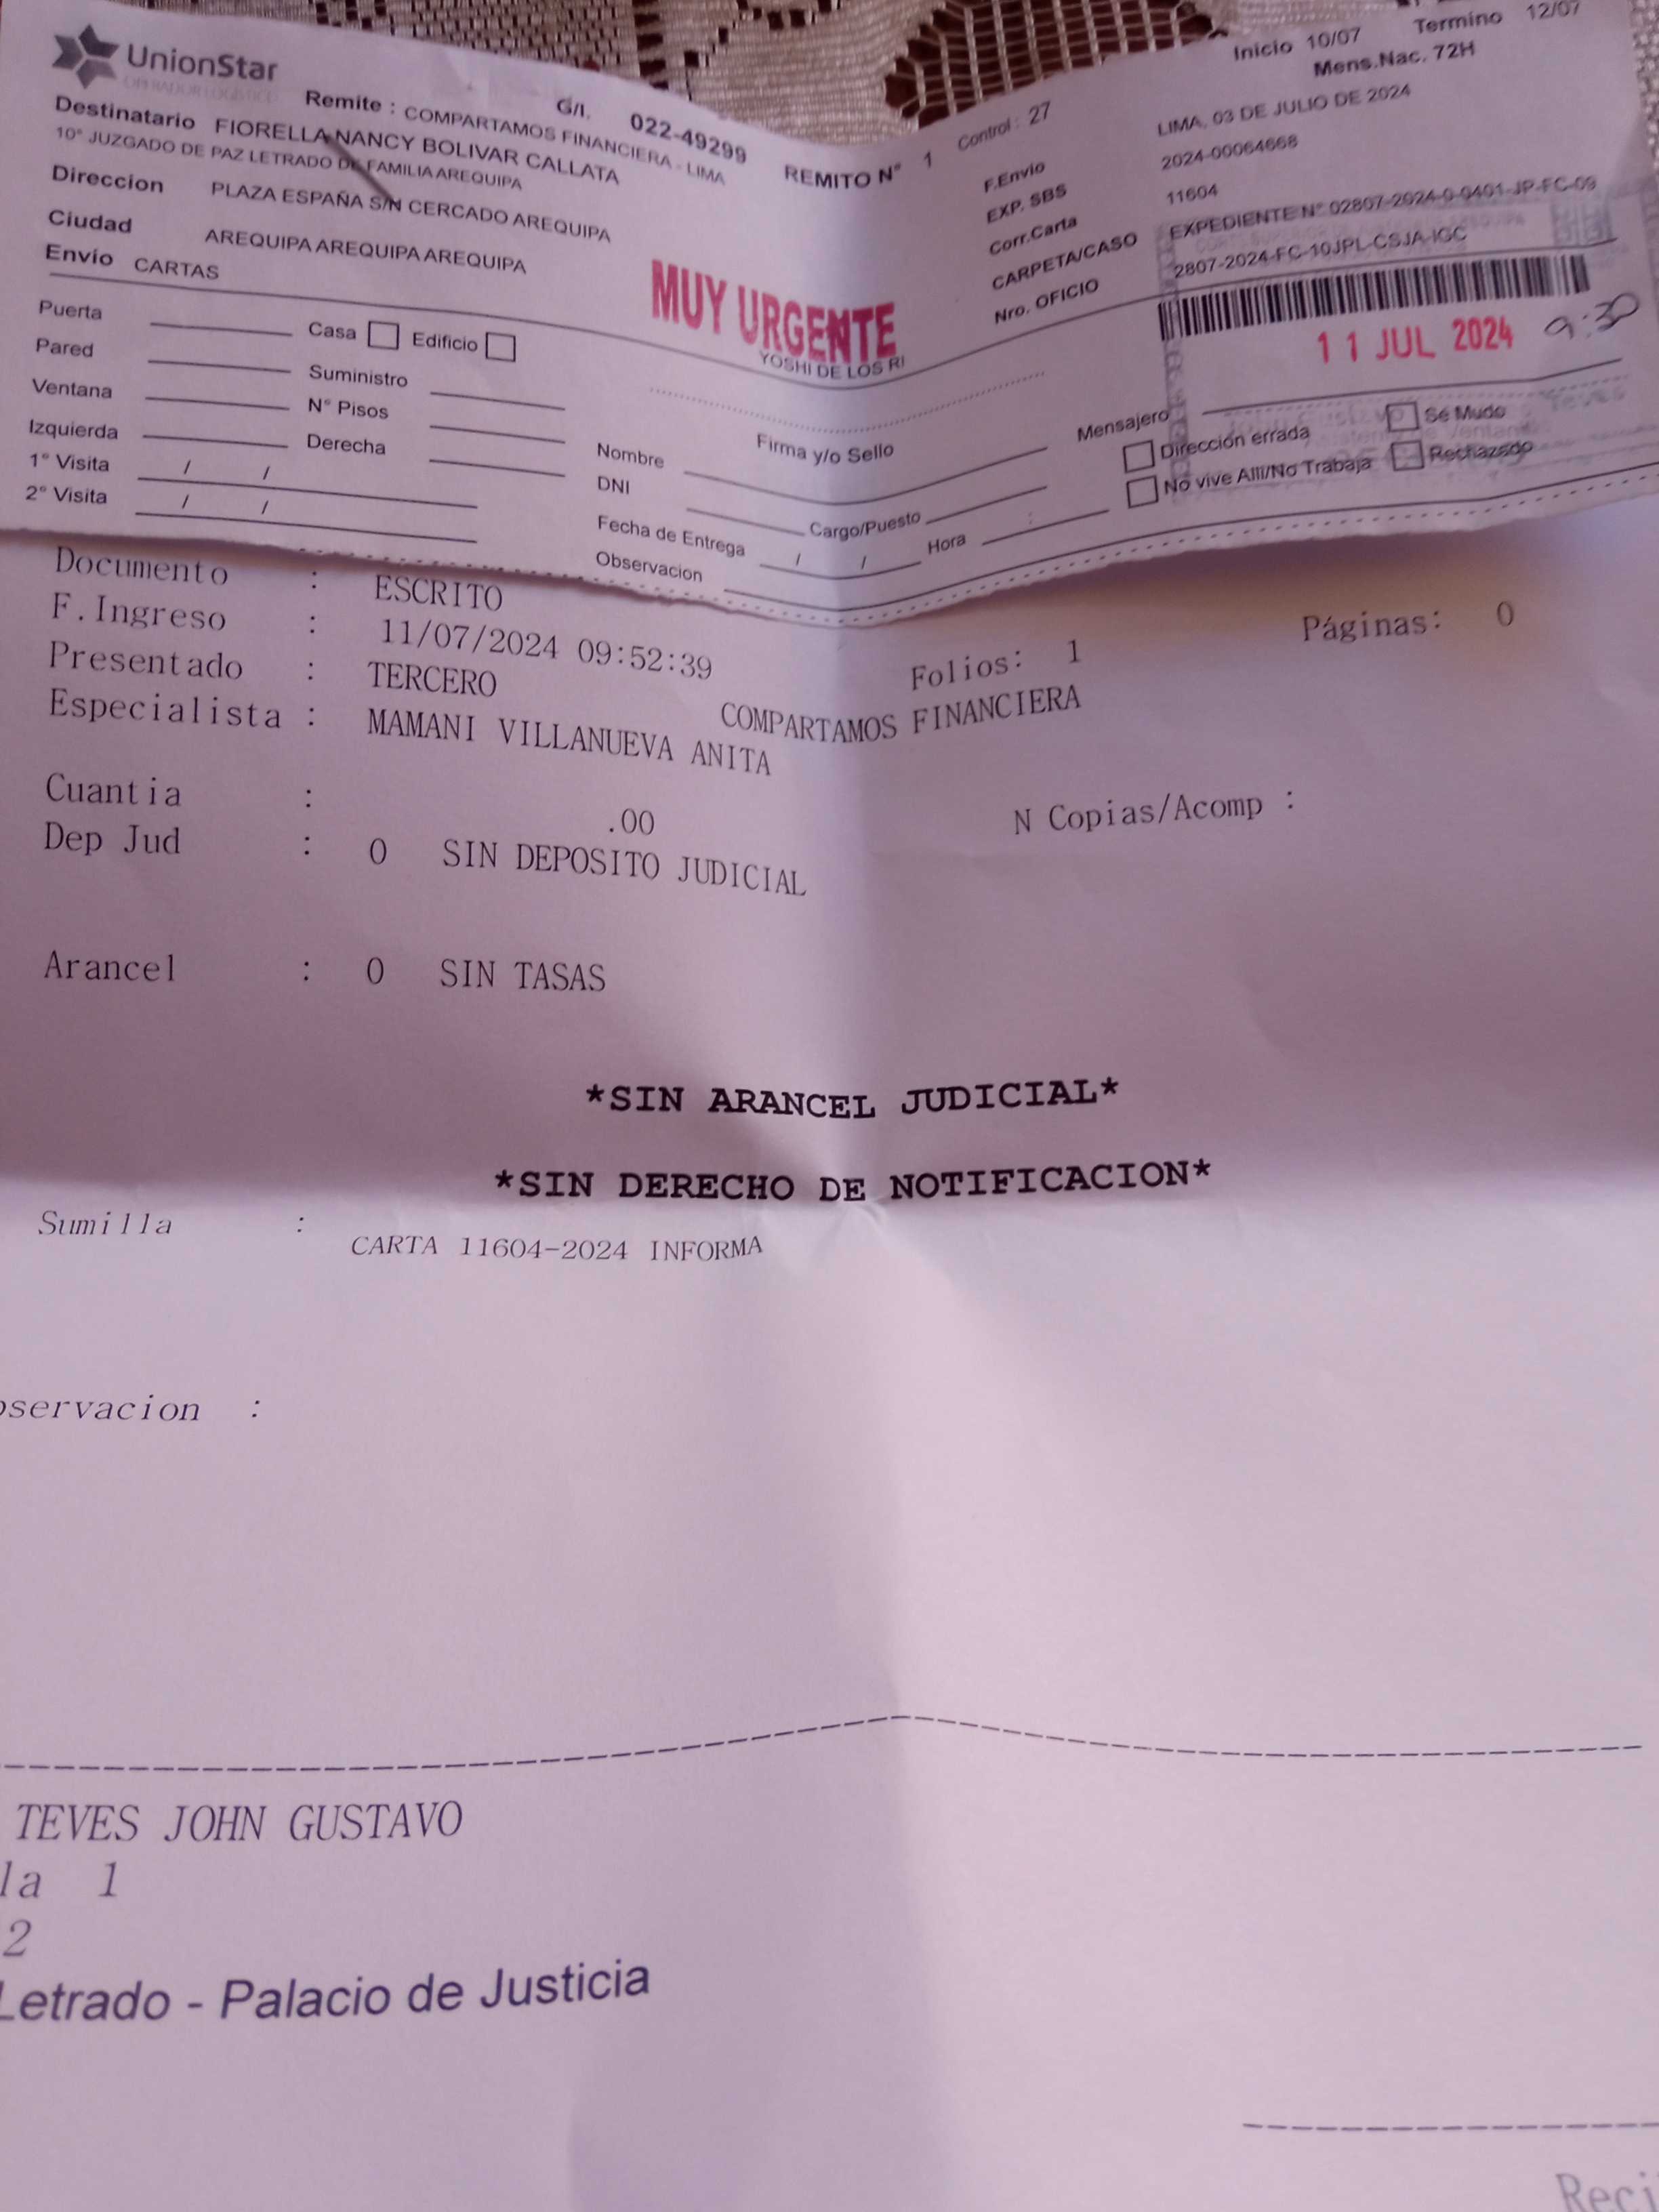 UnionStar
OPERADOR LOGISTICO
Remite : COMPARTAMOS FINANCIERA - LIMA
G/I. 022-49299
REMITO N° 1
Control : 27
Inicio 10/07 Termino 12/07
Mens.Nac. 72H
Destinatario FIORELLA NANCY BOLIVAR CALLATA
10° JUZGADO DE PAZ LETRADO DE FAMILIA AREQUIPA
Direccion PLAZA ESPAÑA S/N CERCADO AREQUIPA
Ciudad AREQUIPA AREQUIPA AREQUIPA
Envío CARTAS
F.Envio LIMA, 03 DE JULIO DE 2024
EXP. SBS 2024-00064668
Corr.Carta 11604
CARPETA/CASO EXPEDIENTE N° 02807-2024-0-0401-JP-FC-09
Nro. OFICIO 2807-2024-FC-10JPL-CSJA-IGC
MUY URGENTE
YOSHI DE LOS RI
11 JUL 2024 9:30
Puerta
Pared
Ventana
Izquierda
1° Visita / /
2° Visita / /
Casa Edificio
Suministro
N° Pisos
Derecha
Firma y/o Sello
Nombre
DNI
Cargo/Puesto
Fecha de Entrega / / Hora :
Observacion
Mensajero
Dirección errada Se Mudo
No vive Alli/No Trabaja Rechazado
Documento : ESCRITO
F.Ingreso : 11/07/2024 09:52:39 Folios: 1 Páginas: 0
Presentado : TERCERO COMPARTAMOS FINANCIERA
Especialista : MAMANI VILLANUEVA ANITA
Cuantia : .00 N Copias/Acomp :
Dep Jud : 0 SIN DEPOSITO JUDICIAL
Arancel : 0 SIN TASAS
*SIN ARANCEL JUDICIAL*
*SIN DERECHO DE NOTIFICACION*
Sumilla : CARTA 11604-2024 INFORMA
bservacion :
TEVES JOHN GUSTAVO
la 1
2
Letrado - Palacio de Justicia
Reci